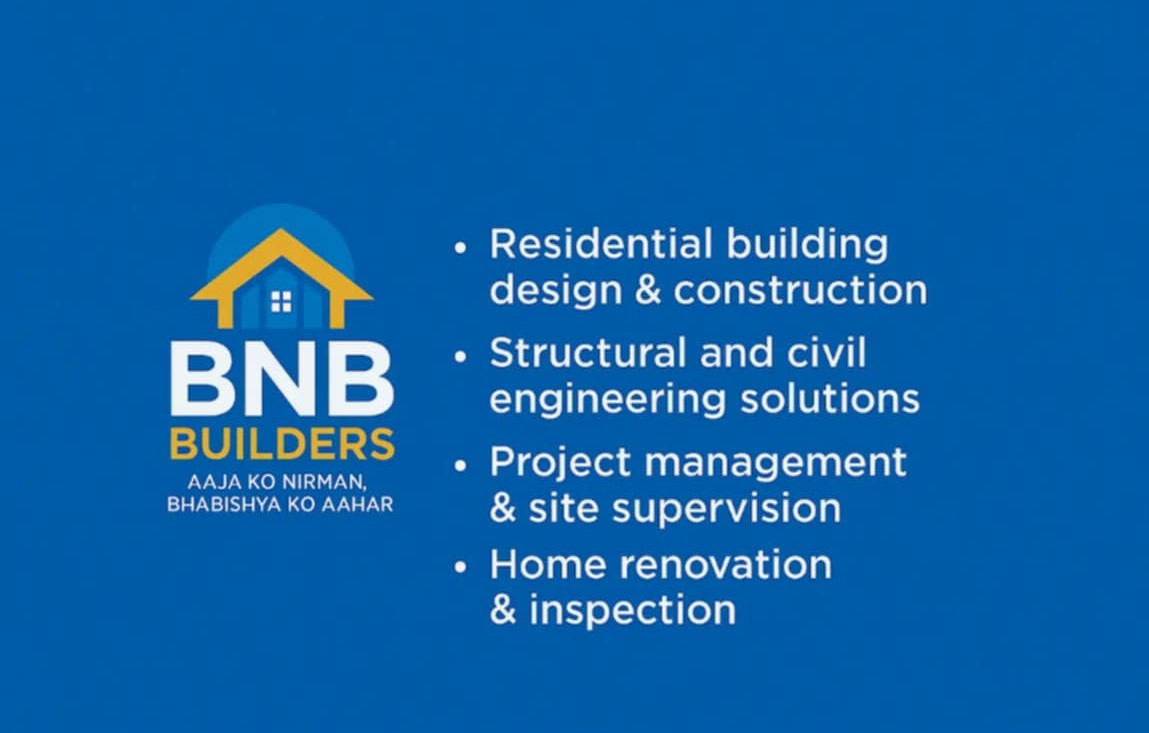 BNB
BUILDERS
AAJA KO NIRMAN,
BHABISHYA KO AAHAR
• Residential building
design & construction
• Structural and civil
engineering solutions
• Project management
& site supervision
• Home renovation
& inspection